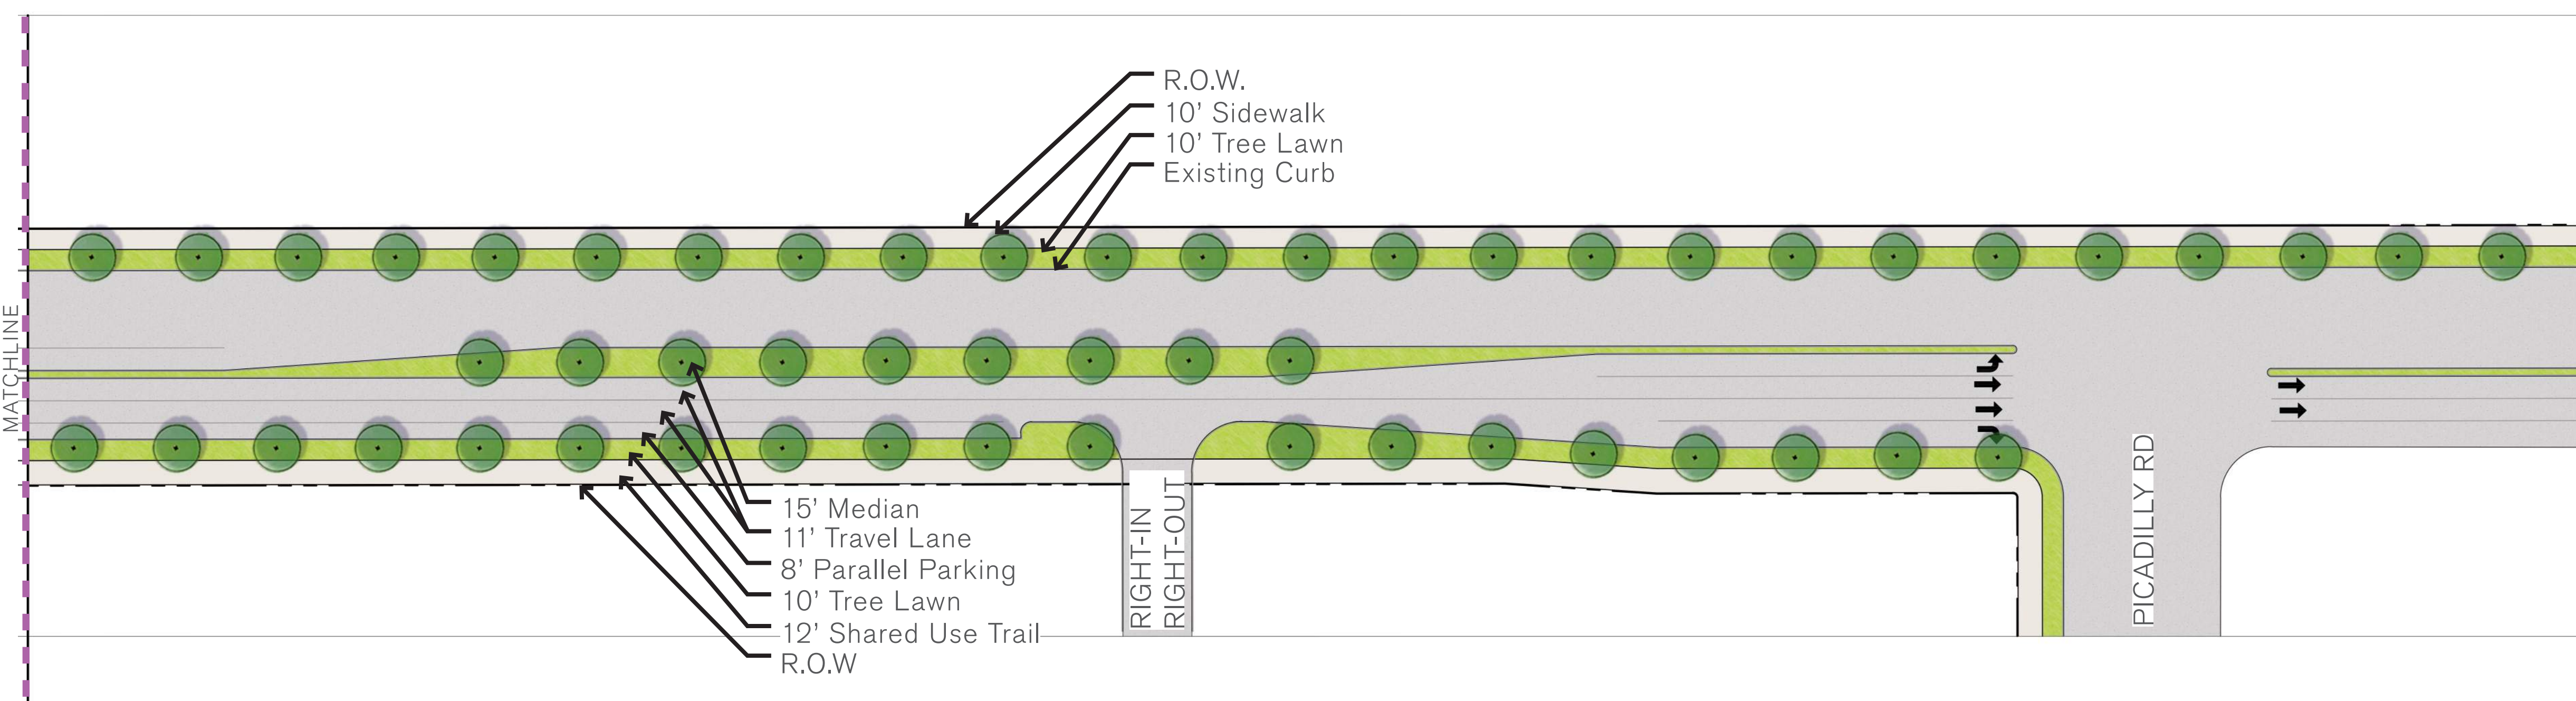 R.O.W.
10’ Sidewalk
10’ Tree Lawn
Existing Curb
MATCHLINE
15’ Median
11’ Travel Lane
8’ Parallel Parking
10’ Tree Lawn
12’ Shared Use Trail
R.O.W
RIGHT-IN
RIGHT-OUT
PICADILLY RD